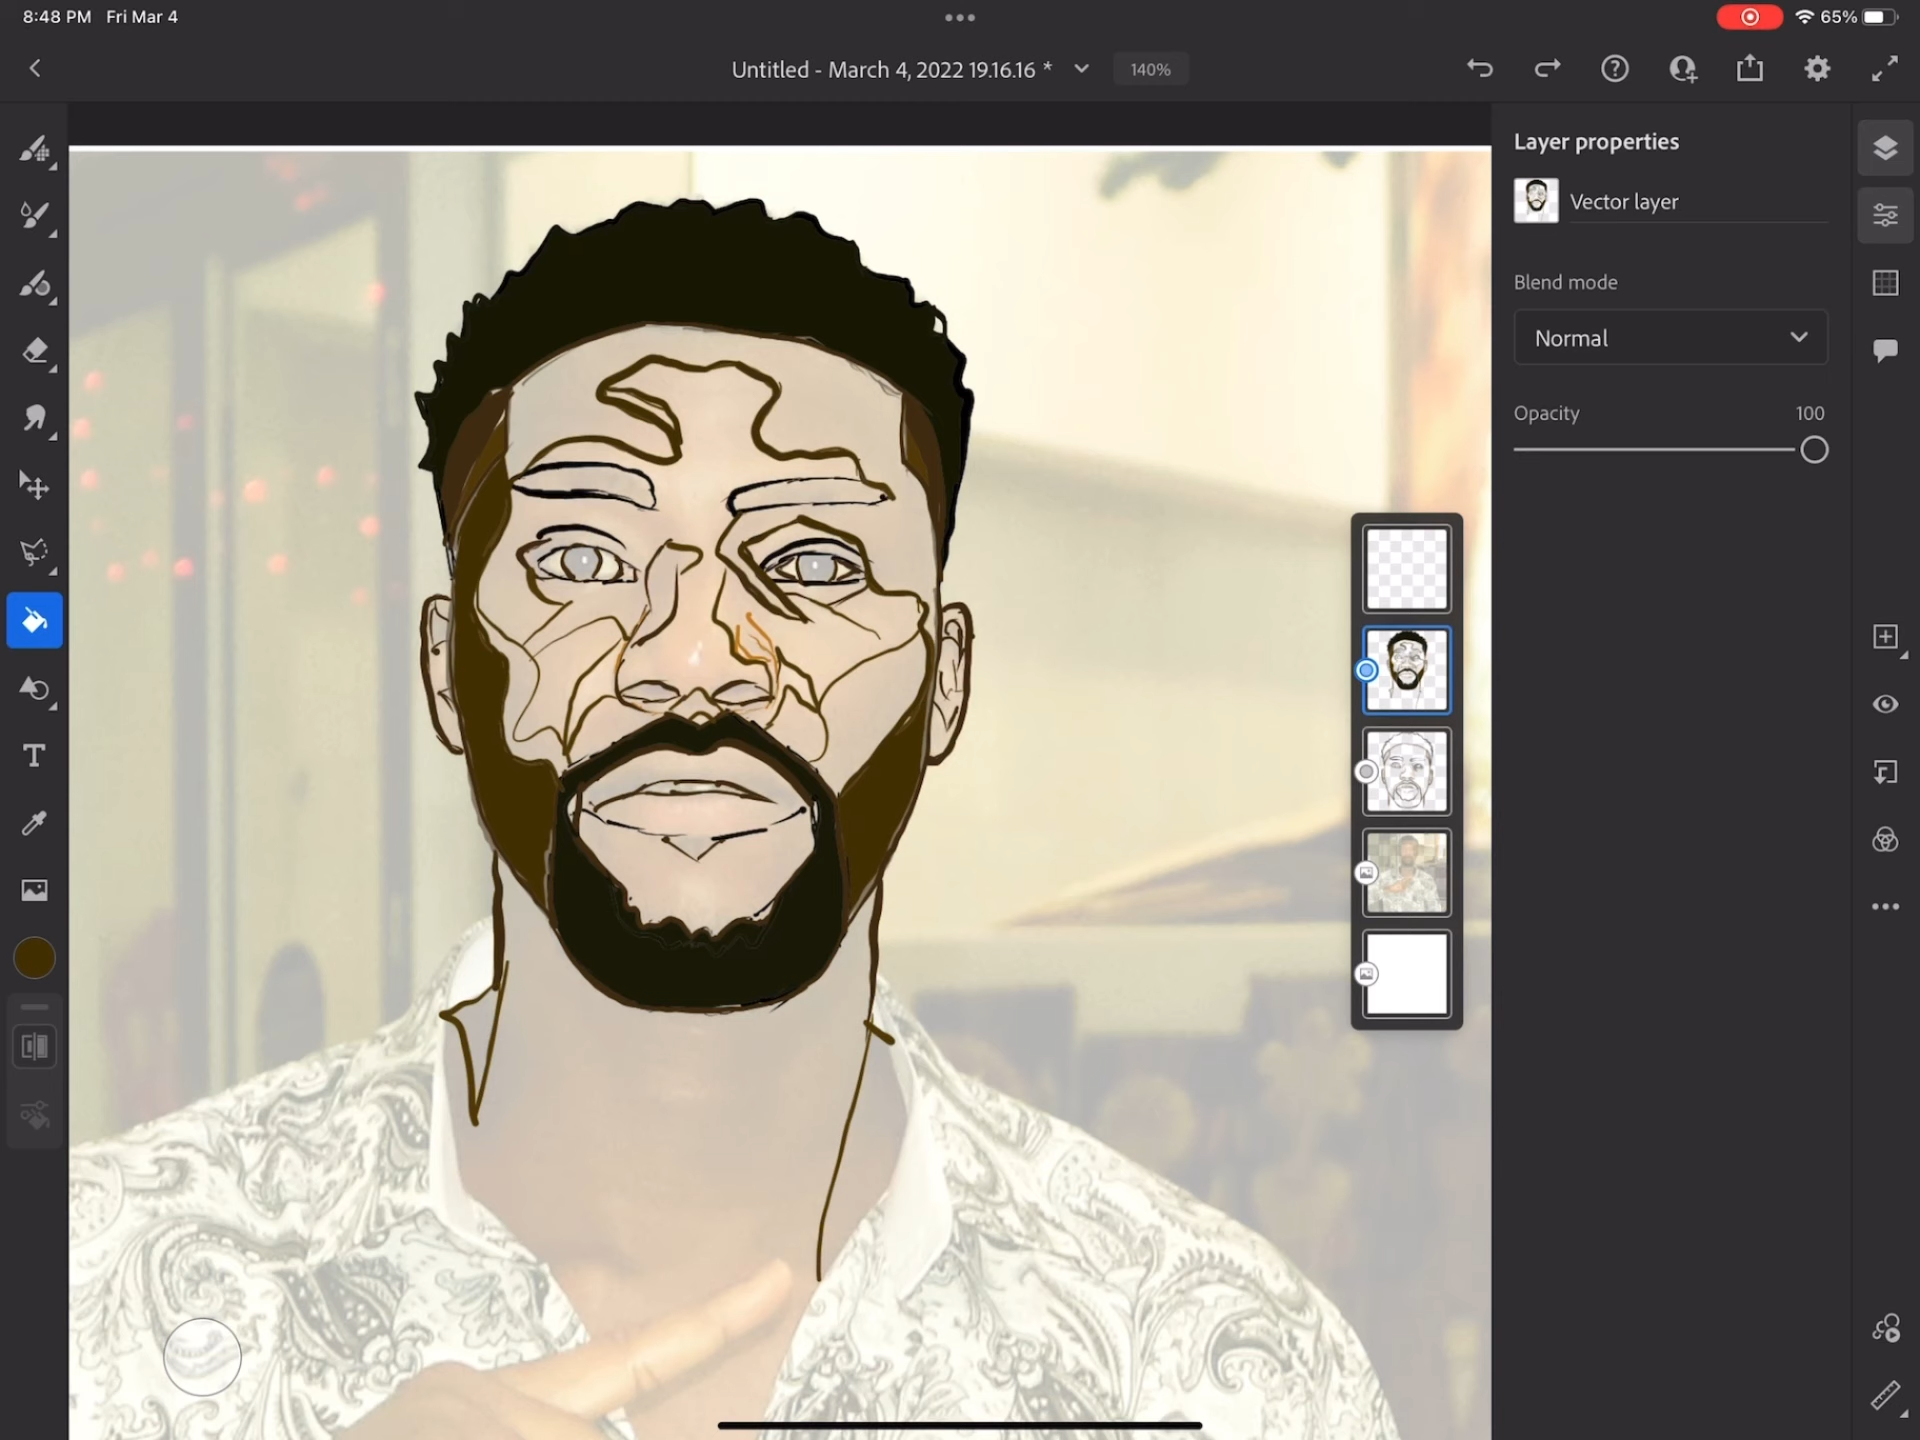 8:48 PM Fri Mar 4
65%
Untitled - March 4, 2022 19.16.16 *
140%
Layer properties
Vector layer
Blend mode
Normal
Opacity 100
T